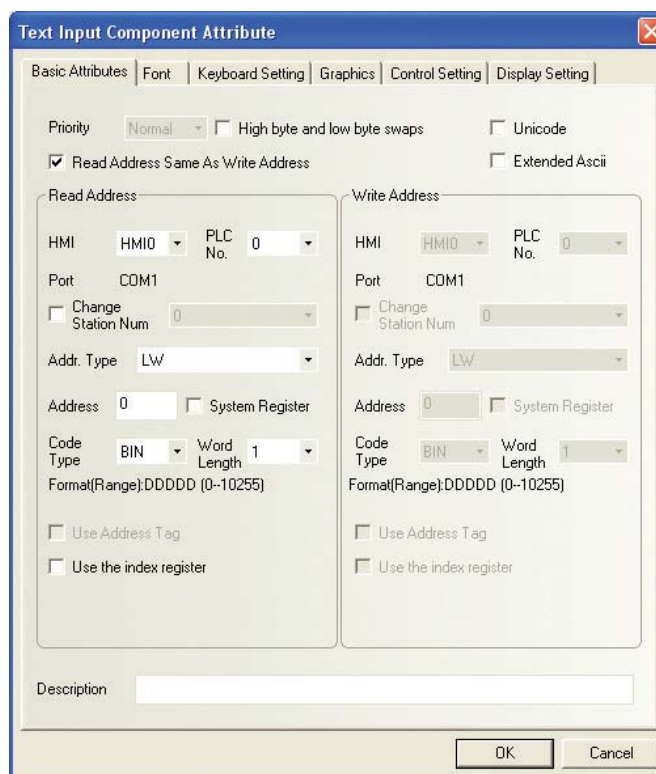 Text Input Component Attribute
Basic Attributes Font Keyboard Setting Graphics Control Setting Display Setting
Priority Normal High byte and low byte swaps Unicode
Read Address Same As Write Address Extended Ascii
Read Address
HMI HMI0 PLC No. 0
Port COM1
Change Station Num 0
Addr. Type LW
Address 0 System Register
Code Type BIN Word Length 1
Format(Range):DDDDD (0--10255)
Use Address Tag
Use the index register
Write Address
HMI HMI0 PLC No. 0
Port COM1
Change Station Num 0
Addr. Type LW
Address 0 System Register
Code Type BIN Word Length 1
Format(Range):DDDDD (0--10255)
Use Address Tag
Use the index register
Description
OK Cancel